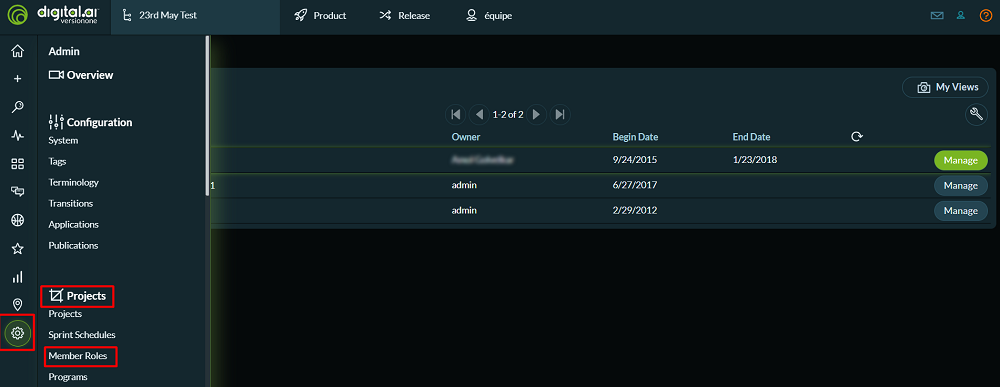 digital.ai
versionone
23rd May Test
Product
Release
équipe
Admin
Overview
My Views
Configuration
1-2 of 2
System
Owner
Begin Date
End Date
Tags
9/24/2015
1/23/2018
Manage
Terminology
Transitions
1
admin
6/27/2017
Manage
Applications
admin
2/29/2012
Manage
Publications
Projects
Projects
Sprint Schedules
Member Roles
Programs